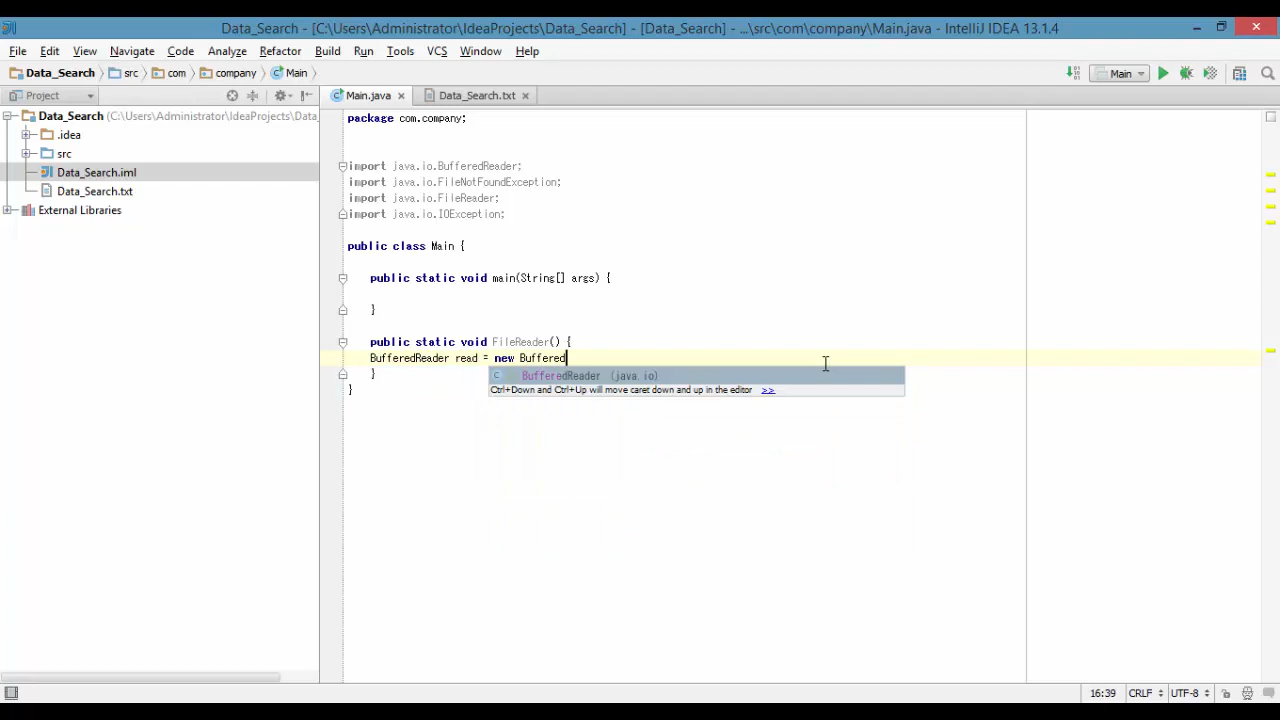 Data_Search - [C:\Users\Administrator\IdeaProjects\Data_Search] - [Data_Search] - ...\src\com\company\Main.java - IntelliJ IDEA 13.1.4
File Edit View Navigate Code Analyze Refactor Build Run Tools VCS Window Help
Data_Search src com company Main
Main
Project
Main.java Data_Search.txt
Data_Search (C:\Users\Administrator\IdeaProjects\Data_
.idea
src
Data_Search.iml
Data_Search.txt
External Libraries
package com.company;
import java.io.BufferedReader;
import java.io.FileNotFoundException;
import java.io.FileReader;
import java.io.IOException;
public class Main {
public static void main(String[] args) {
}
public static void FileReader() {
BufferedReader read = new Buffered
}
}
BufferedReader (java.io)
Ctrl+Down and Ctrl+Up will move caret down and up in the editor >>
16:39 CRLF UTF-8